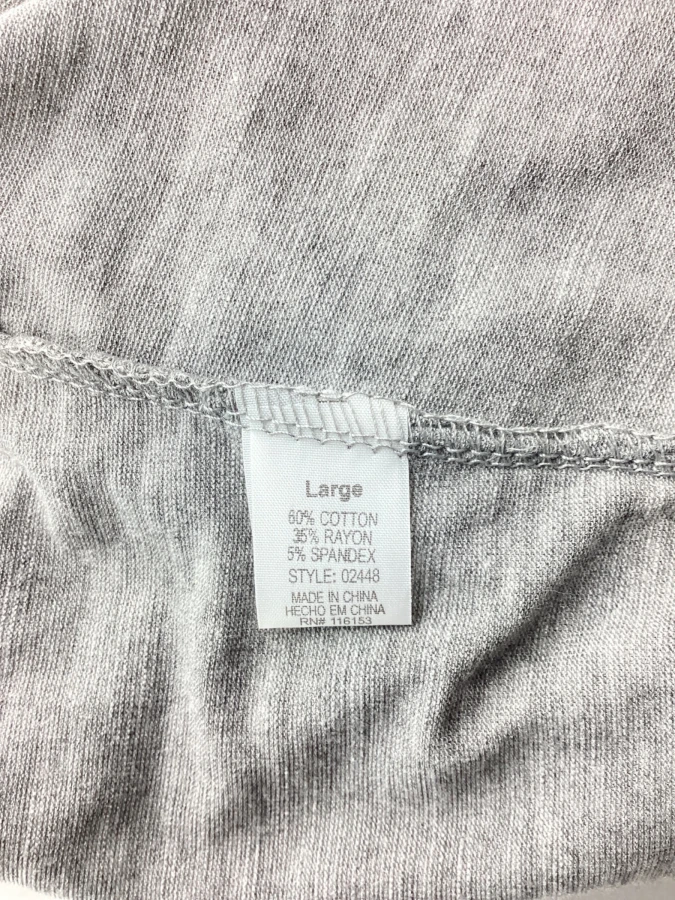 Large
60% COTTON
35% RAYON
5% SPANDEX
STYLE: 02448
MADE IN CHINA
HECHO EM CHINA
RN# 116153